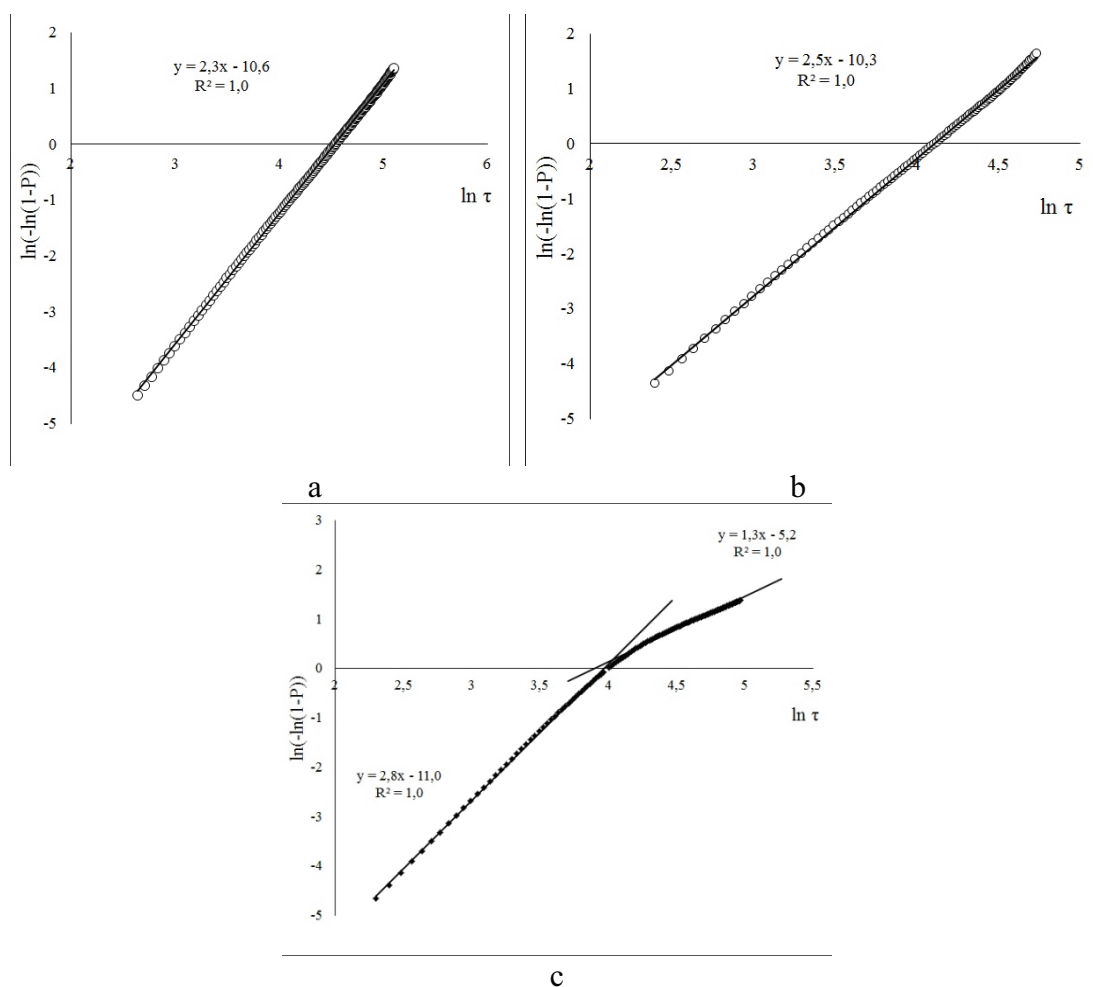 2
y = 2,3x - 10,6
R² = 1,0
1
0
2 3 4 5 6
ln(-ln(1-P))
ln τ
-1
-2
-3
-4
-5
a
2
y = 2,5x - 10,3
R² = 1,0
1
0
2 2,5 3 3,5 4 4,5 5
ln(-ln(1-P))
ln τ
-1
-2
-3
-4
-5
b
3
y = 1,3x - 5,2
R² = 1,0
2
1
0
2 2,5 3 3,5 4 4,5 5 5,5
ln(-ln(1-P))
ln τ
-1
-2
y = 2,8x - 11,0
R² = 1,0
-3
-4
-5
c